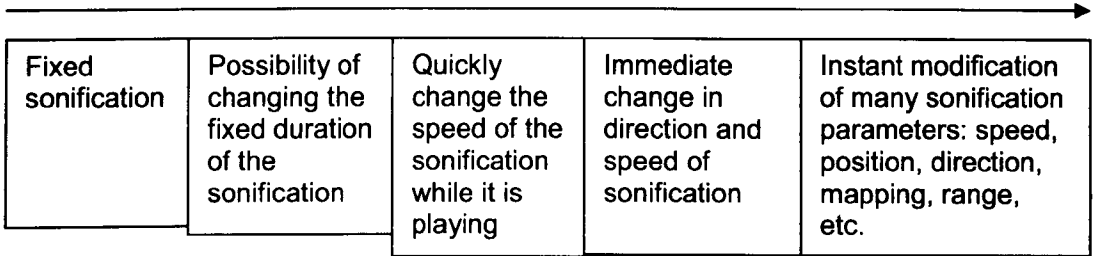 Fixed
sonification
Possibility of
changing the
fixed duration
of the
sonification
Quickly
change the
speed of the
sonification
while it is
playing
Immediate
change in
direction and
speed of
sonification
Instant modification
of many sonification
parameters: speed,
position, direction,
mapping, range,
etc.